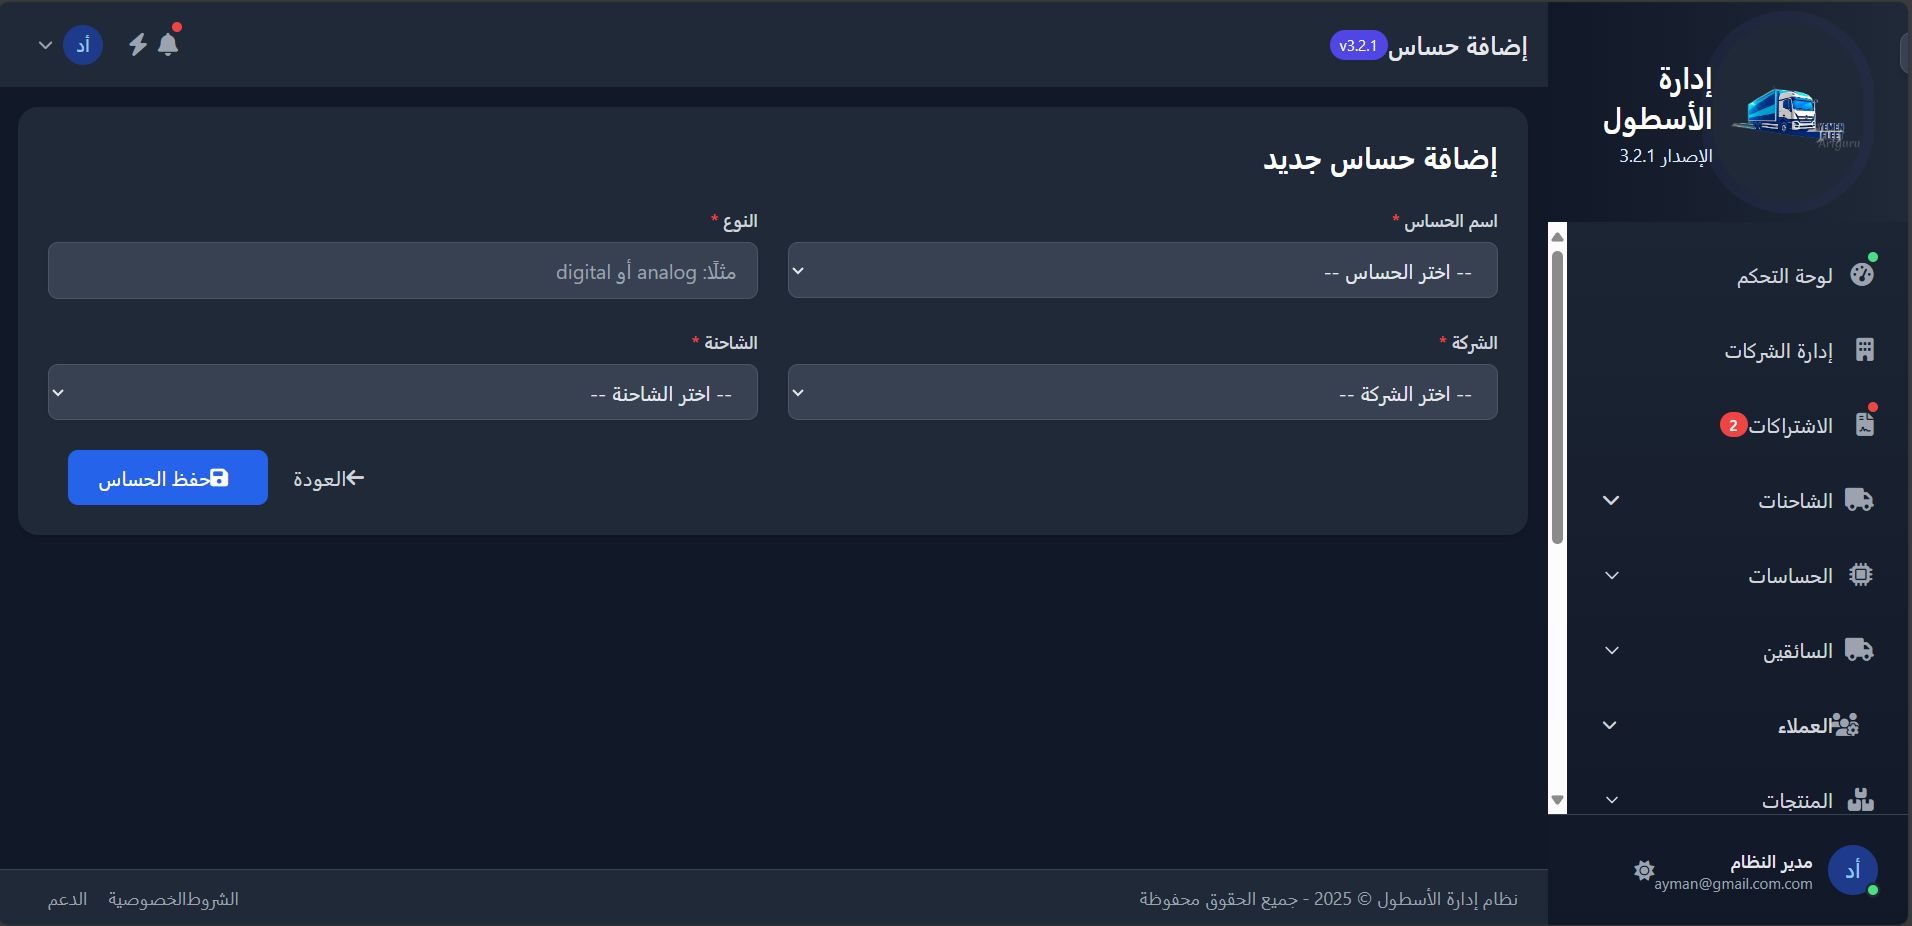 إدارة
الأسطول
الإصدار 3.2.1
YEMEN
FLEET
Artguru
لوحة التحكم
إدارة الشركات
الاشتراكات 2
الشاحنات
الحساسات
السائقين
العملاء
المنتجات
مدير النظام
ayman@gmail.com.com
أد
إضافة حساس v3.2.1
أد
إضافة حساس جديد
اسم الحساس *
-- اختر الحساس --
النوع *
مثلًا: analog أو digital
الشركة *
-- اختر الشركة --
الشاحنة *
-- اختر الشاحنة --
العودة
حفظ الحساس
نظام إدارة الأسطول © 2025 - جميع الحقوق محفوظة
الشروطالخصوصية الدعم